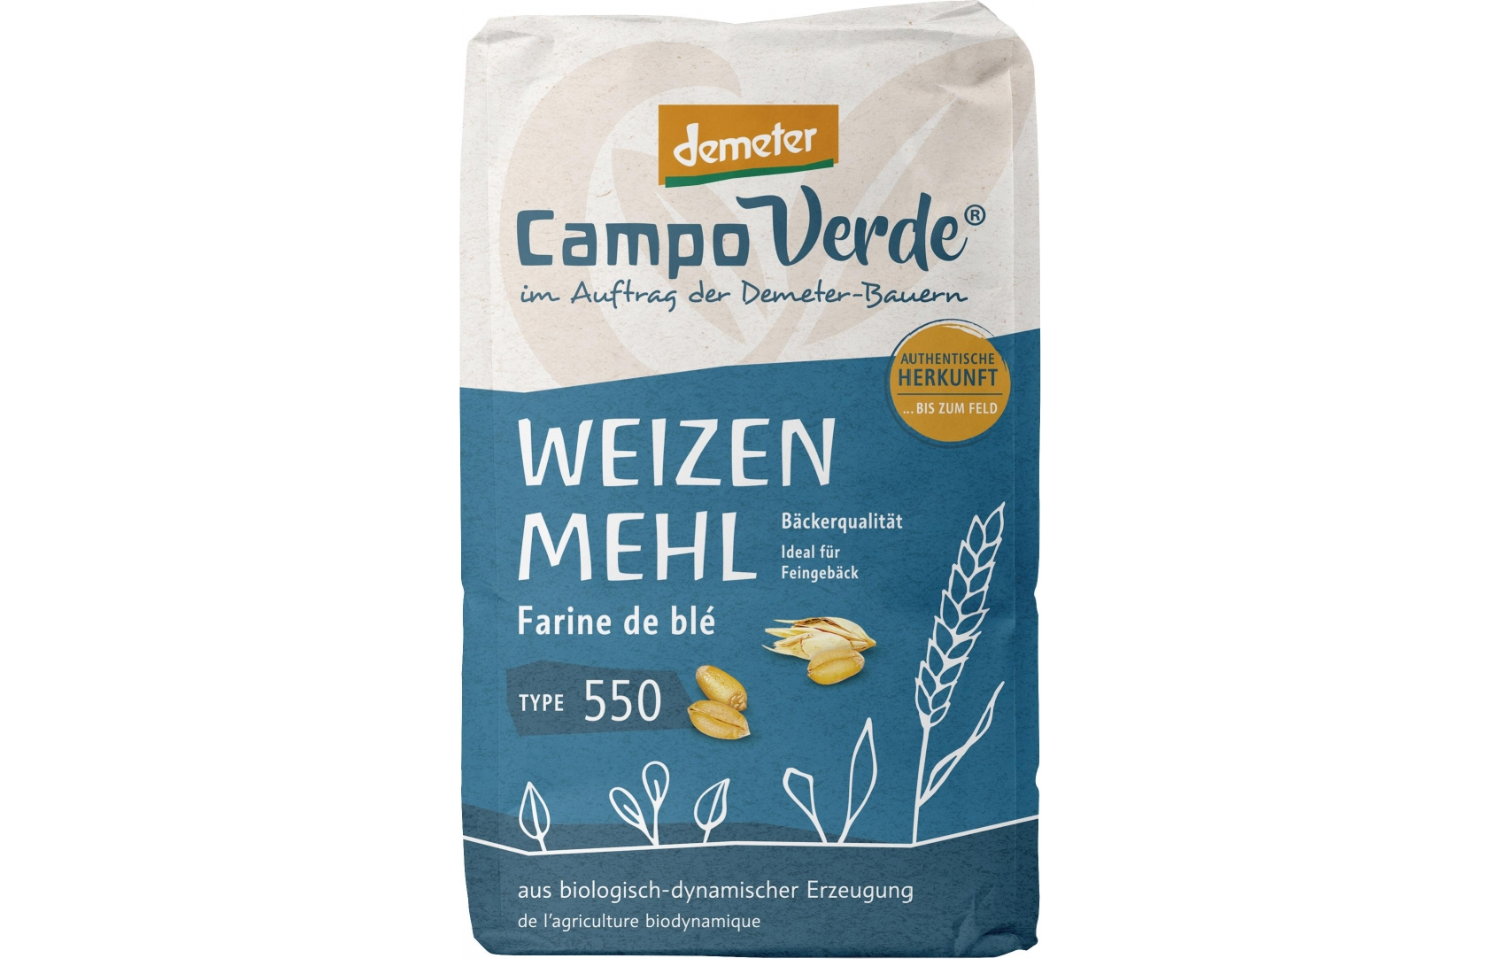 demeter
Campo Verde®
im Auftrag der Demeter-Bauern
AUTHENTISCHE
HERKUNFT
...BIS ZUM FELD
WEIZEN
MEHL
Bäckerqualität
Ideal für
Feingebäck
Farine de blé
TYPE 550
aus biologisch-dynamischer Erzeugung
de l'agriculture biodynamique